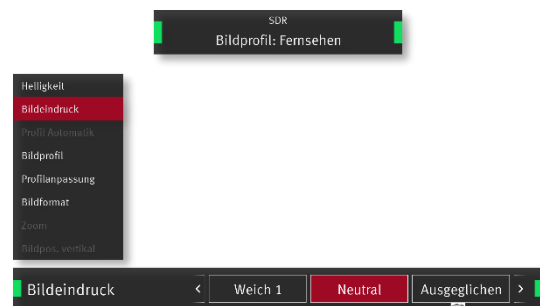 SDR
Bildprofil: Fernsehen
Helligkeit
Bildeindruck
Profil Automatik
Bildprofil
Profilanpassung
Bildformat
Zoom
Bildpos. vertikal
Bildeindruck < Weich 1 Neutral Ausgeglichen >